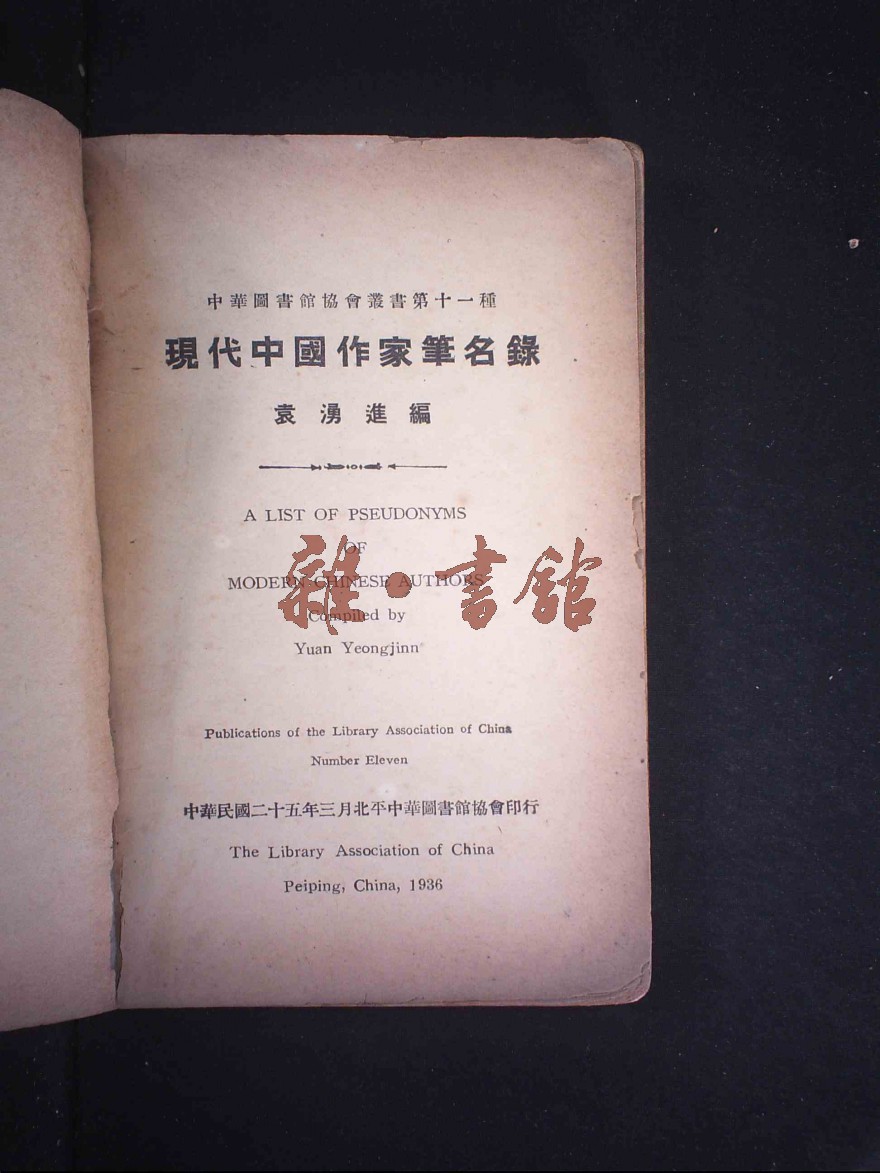 中華圖書館協會叢書第十一種
現代中國作家筆名錄
袁湧進編
A LIST OF PSEUDONYMS
OF
MODERN CHINESE AUTHORS
Compiled by
Yuan Yeongjinn
雜·書館
Publications of the Library Association of China
Number Eleven
中華民國二十五年三月北平中華圖書館協會印行
The Library Association of China
Peiping, China, 1936